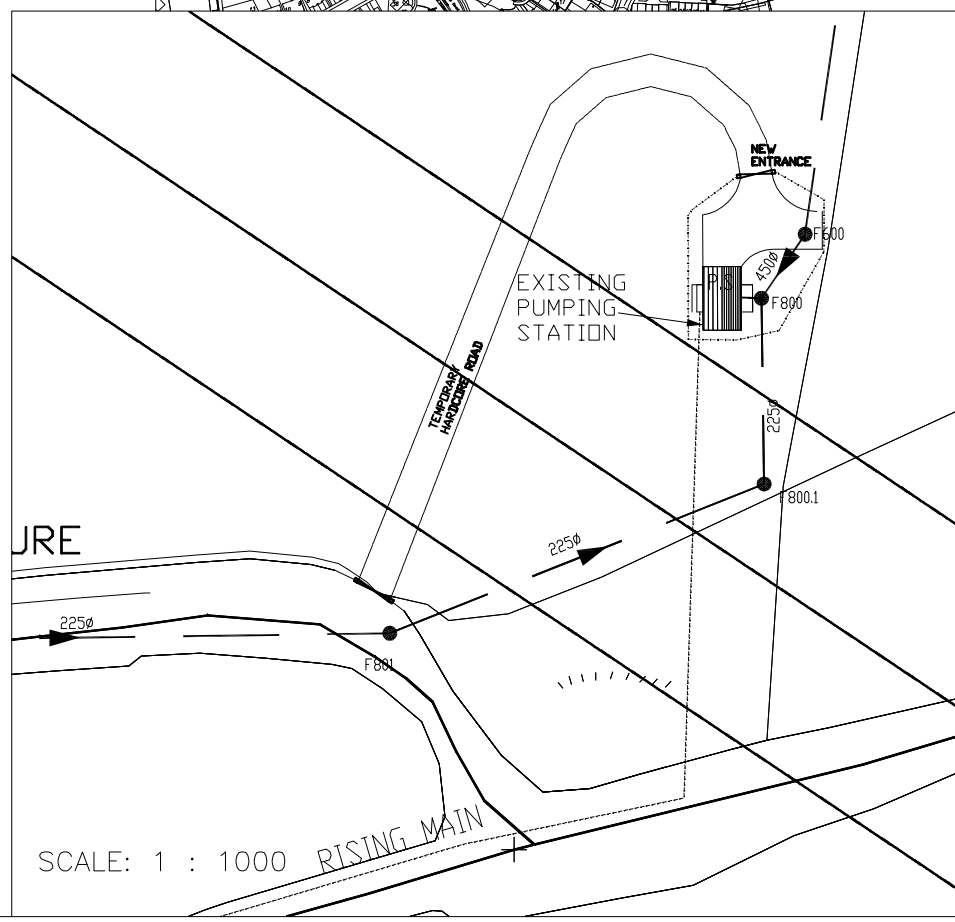 NEW
ENTRANCE
F600
450ø
P.S
F800
EXISTING
PUMPING
STATION
TEMPORARY
HARDCORE ROAD
225ø
F800.1
URE
225ø
225ø
F801
RISING MAIN
SCALE: 1 : 1000